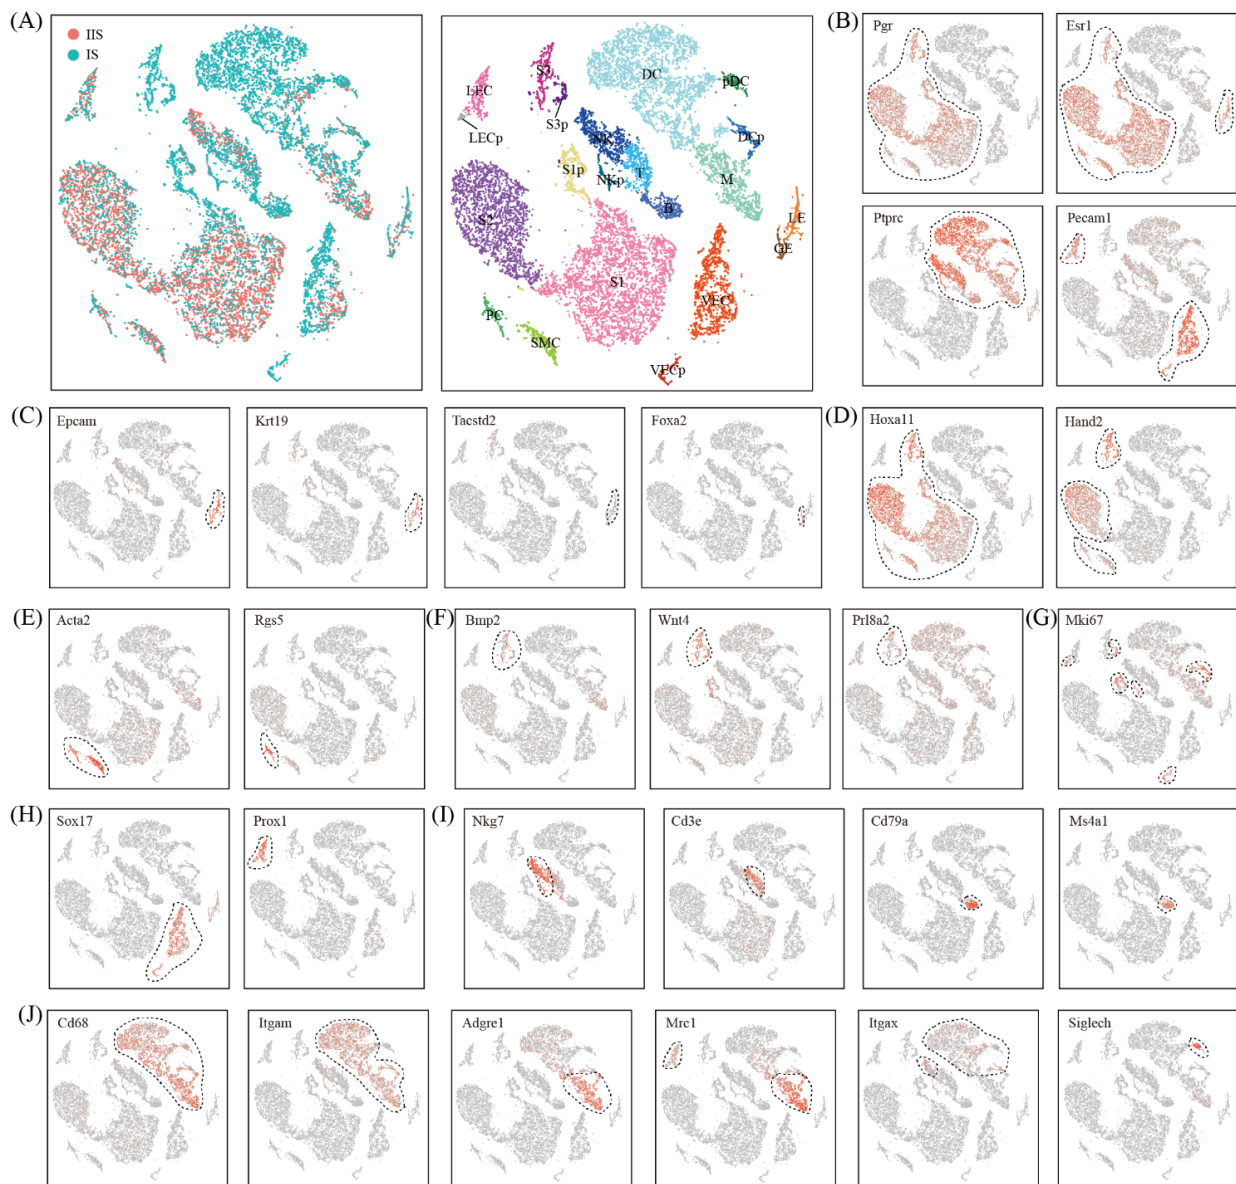 (A)
IIS
IS
S3
DC
pDC
LEC
S3p
LECp
NK
DCp
S1p
T
NKp
M
B
S2
LE
GE
S1
VEC
PC
SMC
VECp
(B)
Pgr
Esr1
Ptprc
Pecam1
(C)
Epcam
Krt19
Tacstd2
Foxa2
(D)
Hoxa11
Hand2
(E)
Acta2
Rgs5
(F)
Bmp2
Wnt4
Prl8a2
(G)
Mki67
(H)
Sox17
Prox1
(I)
Nkg7
Cd3e
Cd79a
Ms4a1
(J)
Cd68
Itgam
Adgre1
Mrc1
Itgax
Siglech